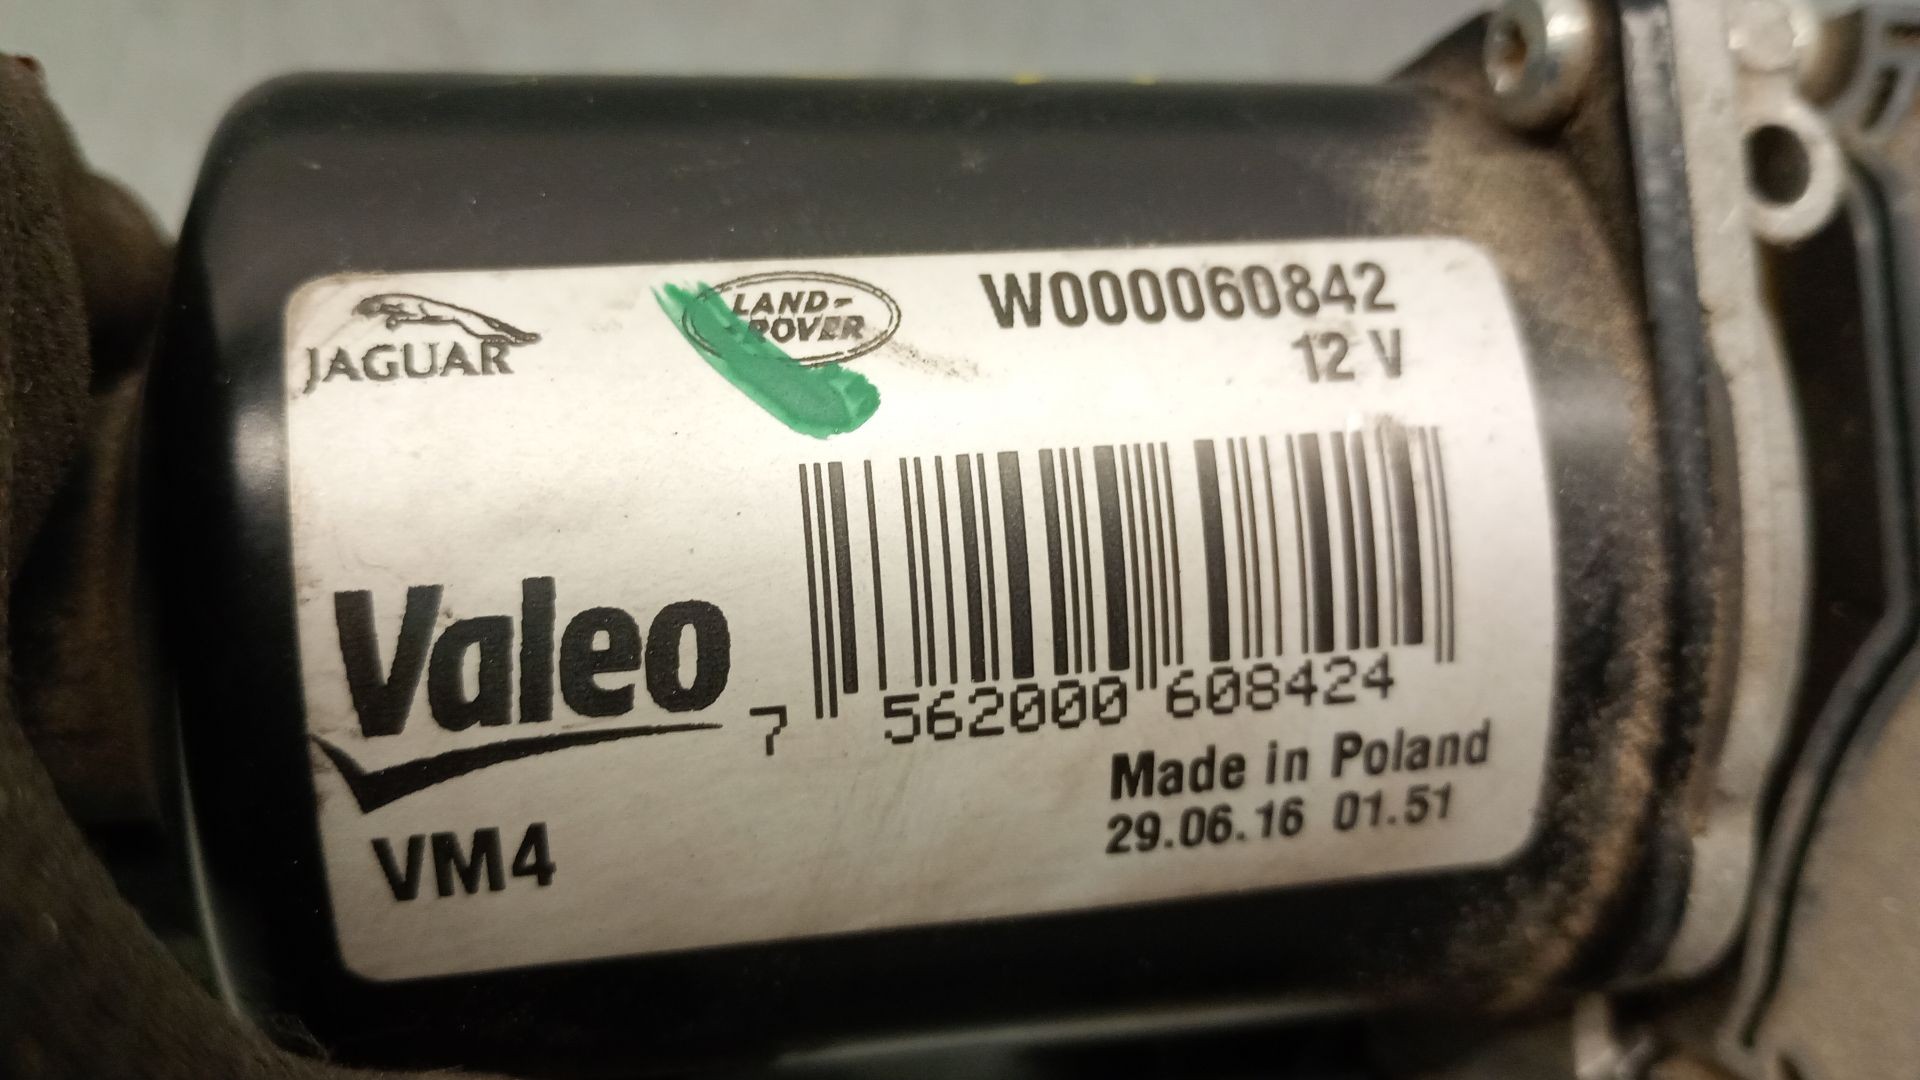 JAGUAR
LAND-
ROVER
W000060842
12 V
Valeo
7 562000 608424
Made in Poland
29.06.16 01.51
VM4